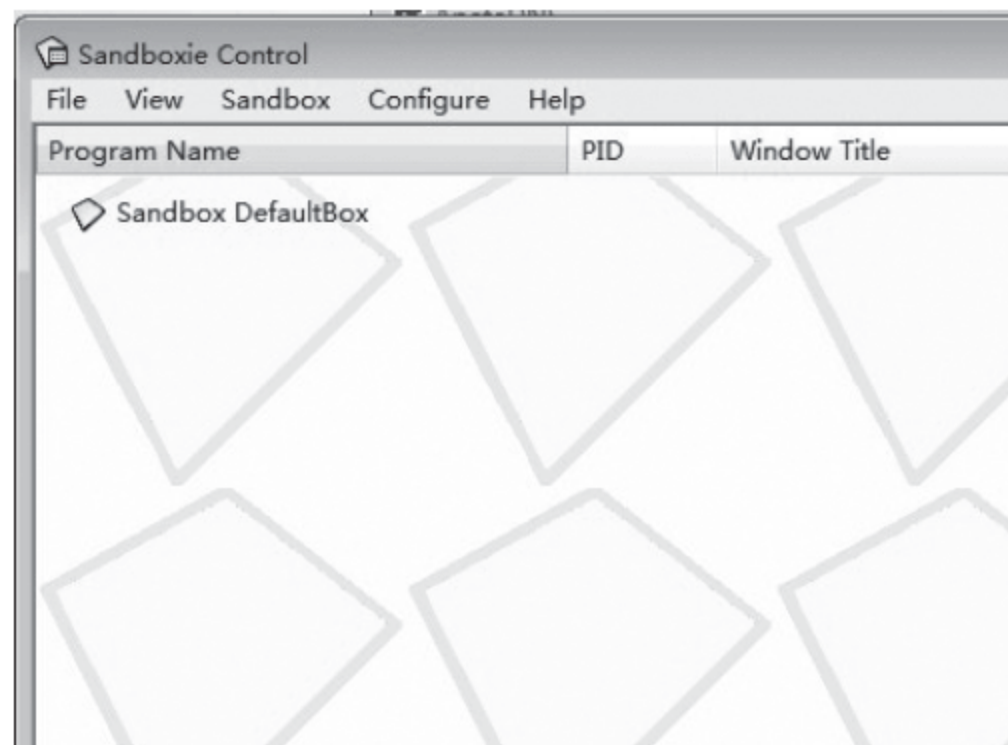 Sandboxie Control
File View Sandbox Configure Help
Program Name PID Window Title
Sandbox DefaultBox